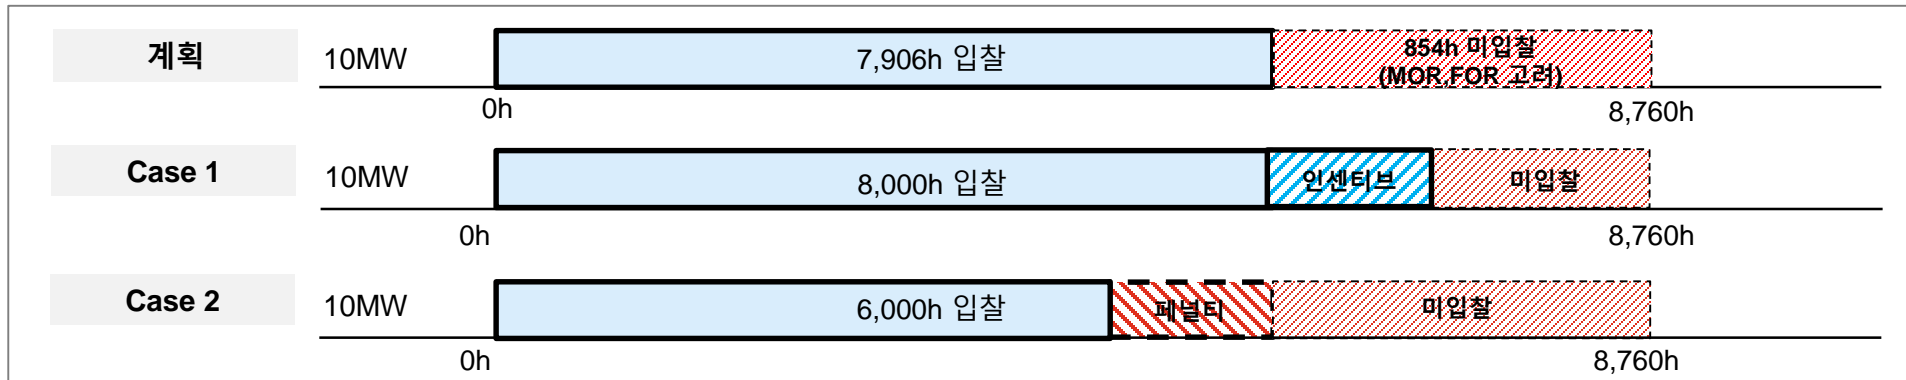 계획
10MW
7,906h 입찰
854h 미입찰
(MOR,FOR 고려)
0h
8,760h
Case 1
10MW
8,000h 입찰
인센티브
미입찰
0h
8,760h
Case 2
10MW
6,000h 입찰
페널티
미입찰
0h
8,760h